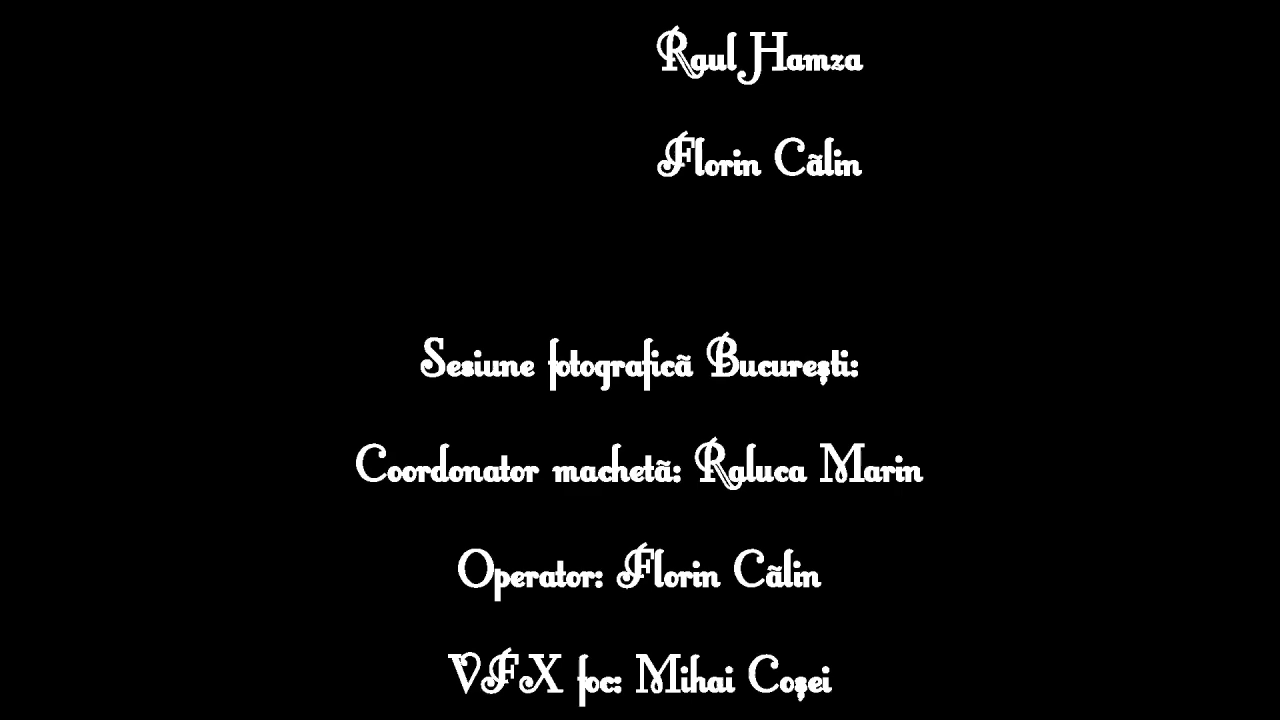 Raul Hamza
Florin Călin
Sesiune fotografică București:
Coordonator machetă: Raluca Marin
Operator: Florin Călin
VFX foc: Mihai Coșei